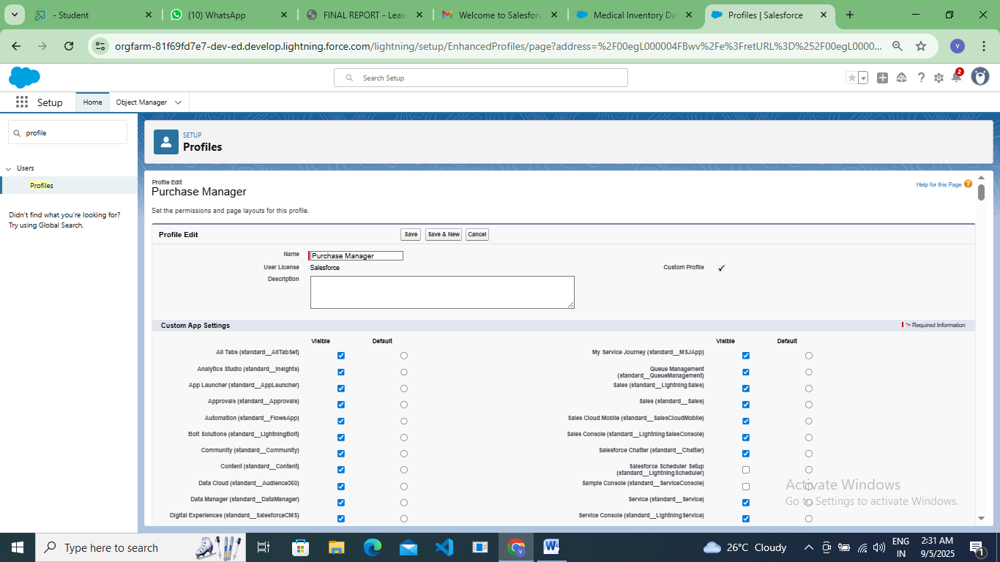 - Student
(10) WhatsApp
FINAL REPORT - Leas
Welcome to Salesforc
Medical Inventory Da
Profiles | Salesforce
orgfarm-81f69fd7e7-dev-ed.develop.lightning.force.com/lightning/setup/EnhancedProfiles/page?address=%2F00egL000004FBwv%2Fe%3FretURL%3D%252F00egL0000...
V
Search Setup
2
Setup
Home
Object Manager
profile
Users
Profiles
Didn't find what you're looking for?
Try using Global Search.
SETUP
Profiles
Profile Edit
Purchase Manager
Help for this Page
Set the permissions and page layouts for this profile.
Profile Edit
Save
Save & New
Cancel
Name
Purchase Manager
User License
Salesforce
Custom Profile
Description
Custom App Settings
= Required Information
Visible Default Visible Default
All Tabs (standard__AllTabSet)
My Service Journey (standard__MSJApp)
Analytics Studio (standard__Insights)
Queue Management
(standard__QueueManagement)
App Launcher (standard__AppLauncher)
Sales (standard__LightningSales)
Approvals (standard__Approvals)
Sales (standard__Sales)
Automation (standard__FlowsApp)
Sales Cloud Mobile (standard__SalesCloudMobile)
Bolt Solutions (standard__LightningBolt)
Sales Console (standard__LightningSalesConsole)
Community (standard__Community)
Salesforce Chatter (standard__Chatter)
Content (standard__Content)
Salesforce Scheduler Setup
(standard__LightningScheduler)
Data Cloud (standard__Audience360)
Sample Console (standard__ServiceConsole)
Data Manager (standard__DataManager)
Service (standard__Service)
Digital Experiences (standard__SalesforceCMS)
Service Console (standard__LightningService)
Activate Windows
Go to Settings to activate Windows.
Type here to search
26°C Cloudy
ENG
IN
2:31 AM
9/5/2025
1